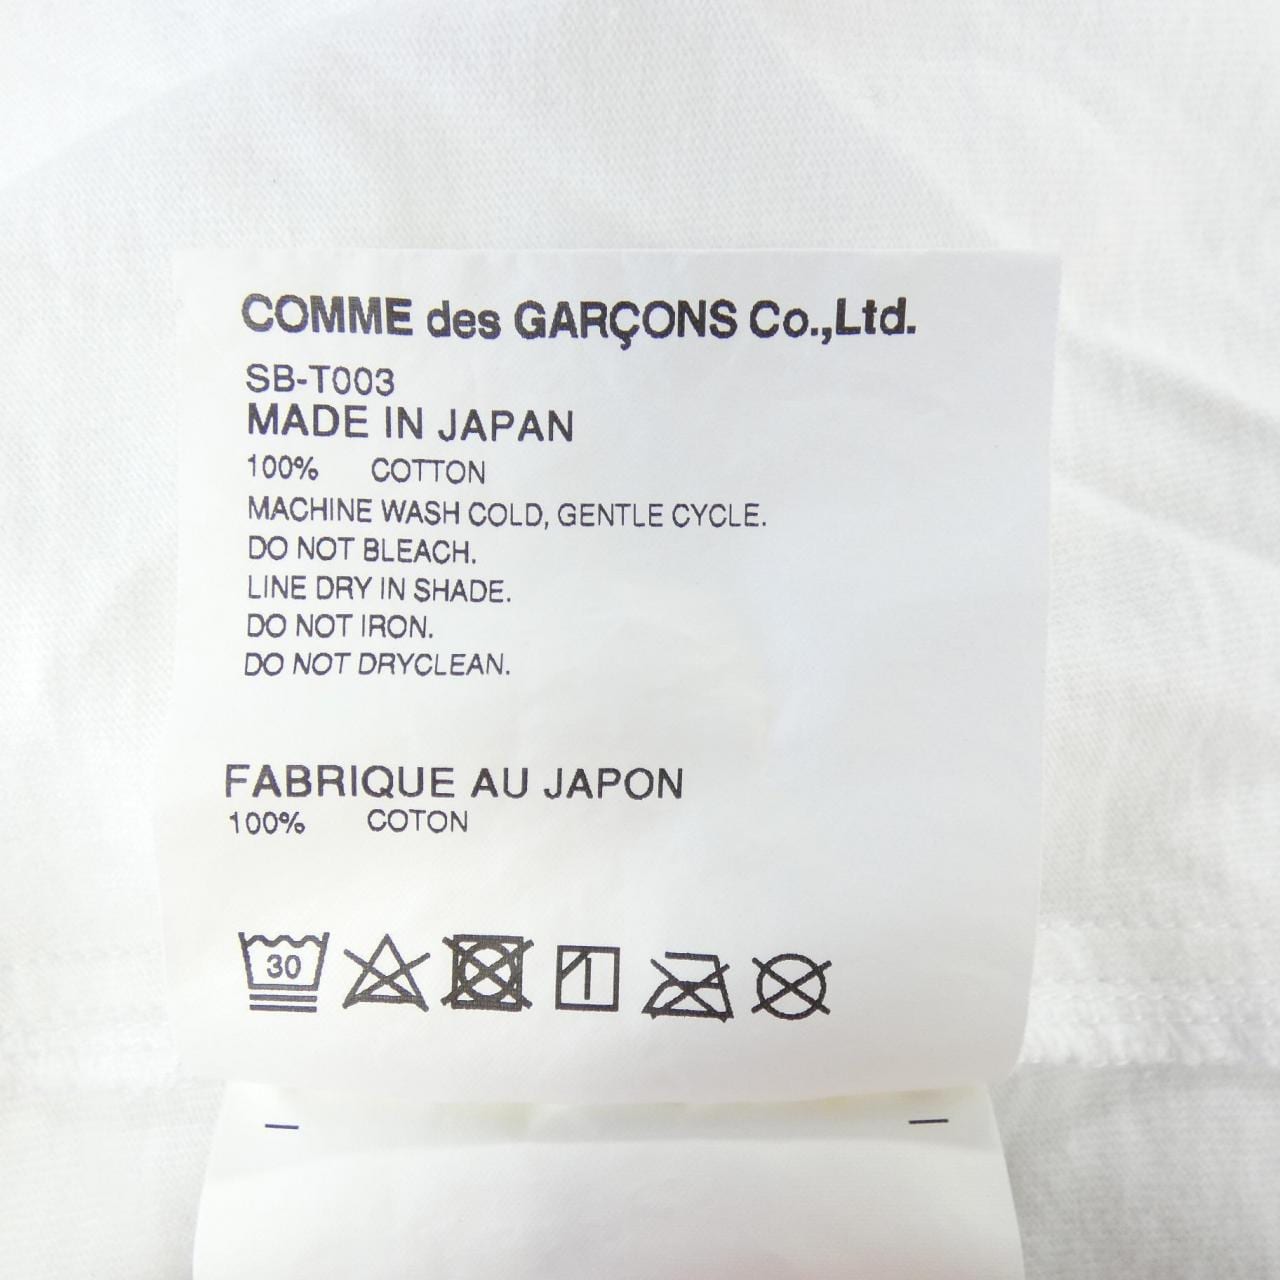 COMME des GARÇONS Co.,Ltd.
SB-T003
MADE IN JAPAN
100% COTTON
MACHINE WASH COLD, GENTLE CYCLE.
DO NOT BLEACH.
LINE DRY IN SHADE.
DO NOT IRON.
DO NOT DRYCLEAN.
FABRIQUE AU JAPON
100% COTON
30